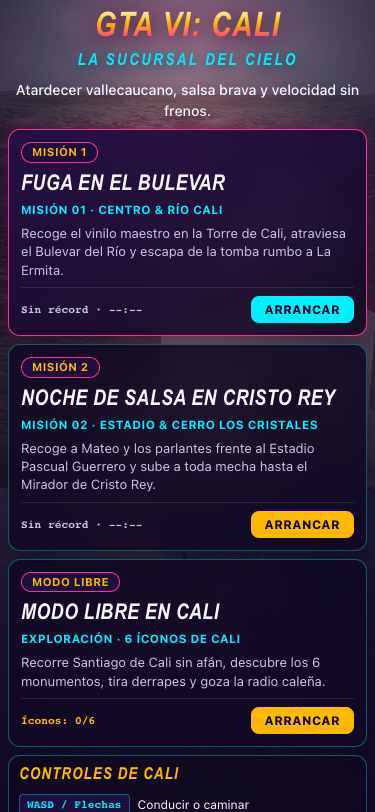 GTA VI: CALI
LA SUCURSAL DEL CIELO
Atardecer vallecaucano, salsa brava y velocidad sin
frenos.
MISIÓN 1
FUGA EN EL BULEVAR
MISIÓN 01 · CENTRO & RÍO CALI
Recoge el vinilo maestro en la Torre de Cali, atraviesa
el Bulevar del Río y escapa de la tomba rumbo a La
Ermita.
Sin récord · --:--
ARRANCAR
MISIÓN 2
NOCHE DE SALSA EN CRISTO REY
MISIÓN 02 · ESTADIO & CERRO LOS CRISTALES
Recoge a Mateo y los parlantes frente al Estadio
Pascual Guerrero y sube a toda mecha hasta el
Mirador de Cristo Rey.
Sin récord · --:--
ARRANCAR
MODO LIBRE
MODO LIBRE EN CALI
EXPLORACIÓN · 6 ÍCONOS DE CALI
Recorre Santiago de Cali sin afán, descubre los 6
monumentos, tira derrapes y goza la radio caleña.
Íconos: 0/6
ARRANCAR
CONTROLES DE CALI
WASD / Flechas Conducir o caminar